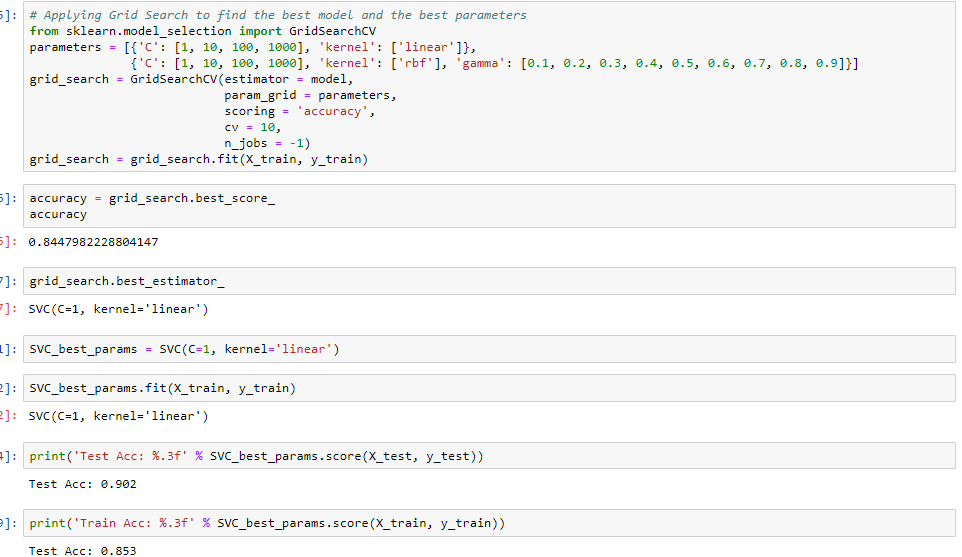 5]:
# Applying Grid Search to find the best model and the best parameters
from sklearn.model_selection import GridSearchCV
parameters = [{'C': [1, 10, 100, 1000], 'kernel': ['linear']},
{'C': [1, 10, 100, 1000], 'kernel': ['rbf'], 'gamma': [0.1, 0.2, 0.3, 0.4, 0.5, 0.6, 0.7, 0.8, 0.9]}]
grid_search = GridSearchCV(estimator = model,
param_grid = parameters,
scoring = 'accuracy',
cv = 10,
n_jobs = -1)
grid_search = grid_search.fit(X_train, y_train)
6]: accuracy = grid_search.best_score_
accuracy
6]: 0.8447982228804147
7]: grid_search.best_estimator_
7]: SVC(C=1, kernel='linear')
1]: SVC_best_params = SVC(C=1, kernel='linear')
2]: SVC_best_params.fit(X_train, y_train)
2]: SVC(C=1, kernel='linear')
4]: print('Test Acc: %.3f' % SVC_best_params.score(X_test, y_test))
Test Acc: 0.902
9]: print('Train Acc: %.3f' % SVC_best_params.score(X_train, y_train))
Test Acc: 0.853